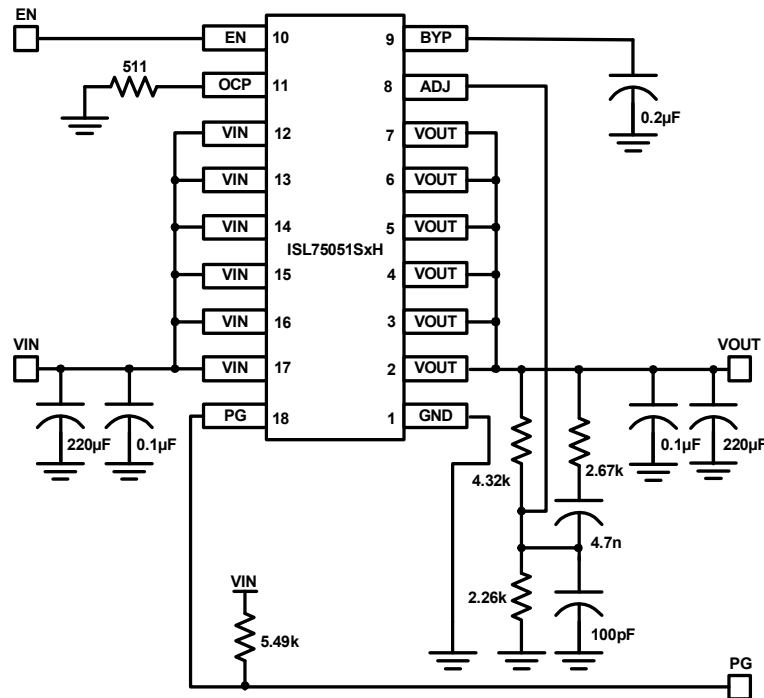 EN
EN 10 9 BYP
511
OCP 11 8 ADJ
0.2µF
VIN 12 7 VOUT
VIN 13 6 VOUT
VIN 14 5 VOUT
ISL75051SxH
VIN 15 4 VOUT
VIN 16 3 VOUT
VIN VOUT
VIN 17 2 VOUT
PG 18 1 GND
220µF 0.1µF 0.1µF 220µF
4.32k 2.67k
4.7n
VIN
2.26k
100pF
5.49k
PG